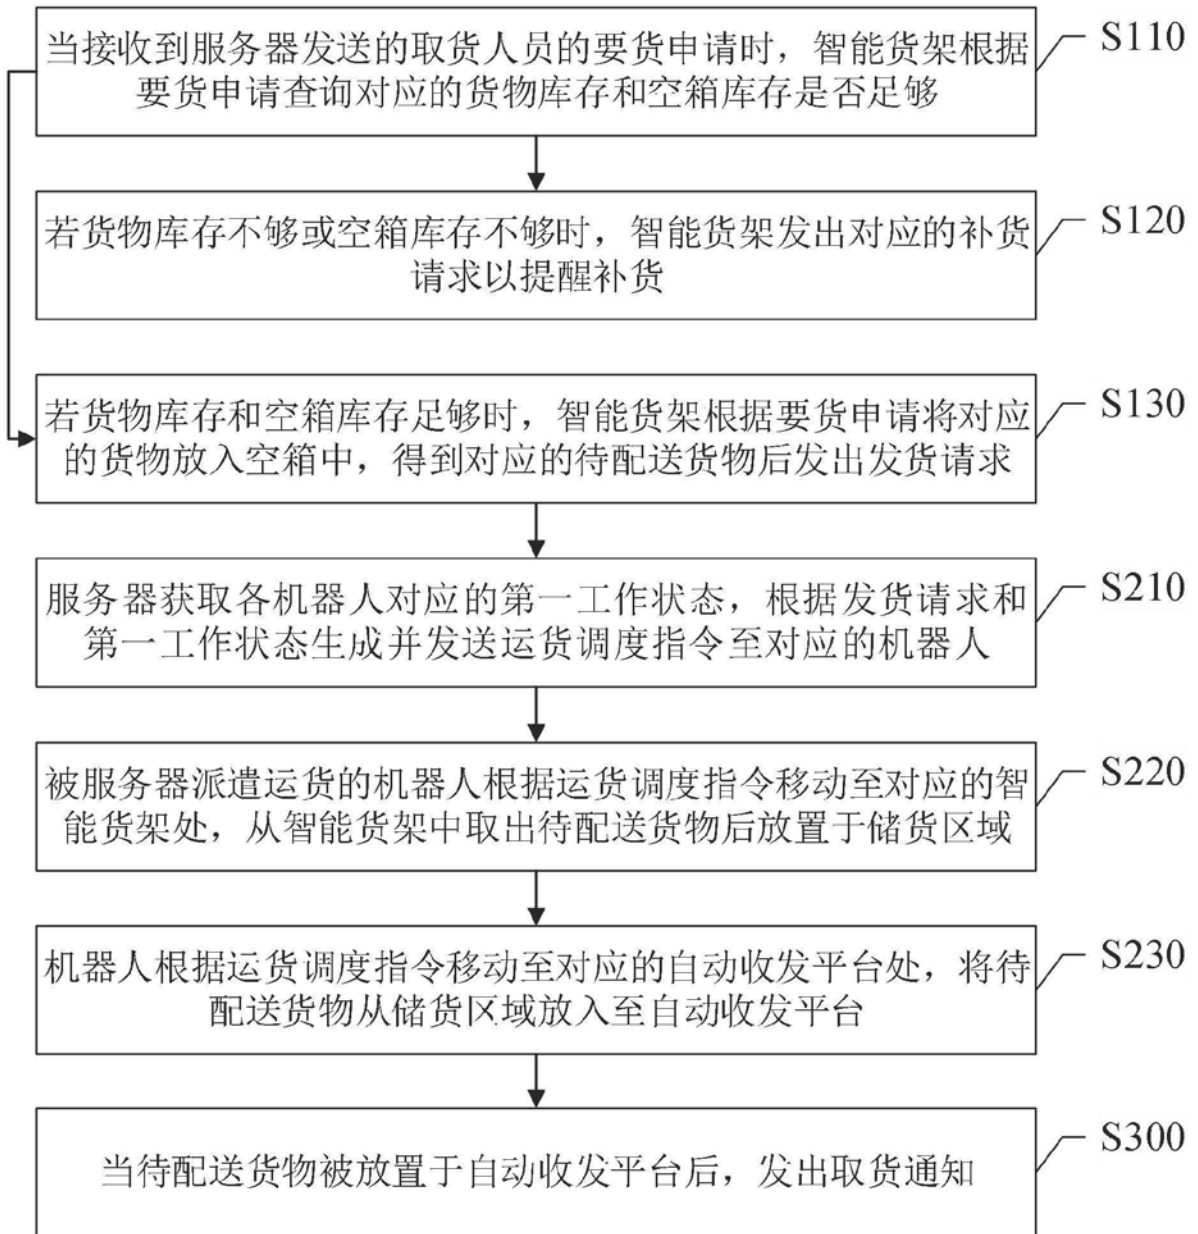 当接收到服务器发送的取货人员的要货申请时，智能货架根据
要货申请查询对应的货物库存和空箱库存是否足够
S110
若货物库存不够或空箱库存不够时，智能货架发出对应的补货
请求以提醒补货
S120
若货物库存和空箱库存足够时，智能货架根据要货申请将对应
的货物放入空箱中，得到对应的待配送货物后发出发货请求
S130
服务器获取各机器人对应的第一工作状态，根据发货请求和
第一工作状态生成并发送运货调度指令至对应的机器人
S210
被服务器派遣运货的机器人根据运货调度指令移动至对应的智
能货架处，从智能货架中取出待配送货物后放置于储货区域
S220
机器人根据运货调度指令移动至对应的自动收发平台处，将待
配送货物从储货区域放入至自动收发平台
S230
当待配送货物被放置于自动收发平台后，发出取货通知
S300